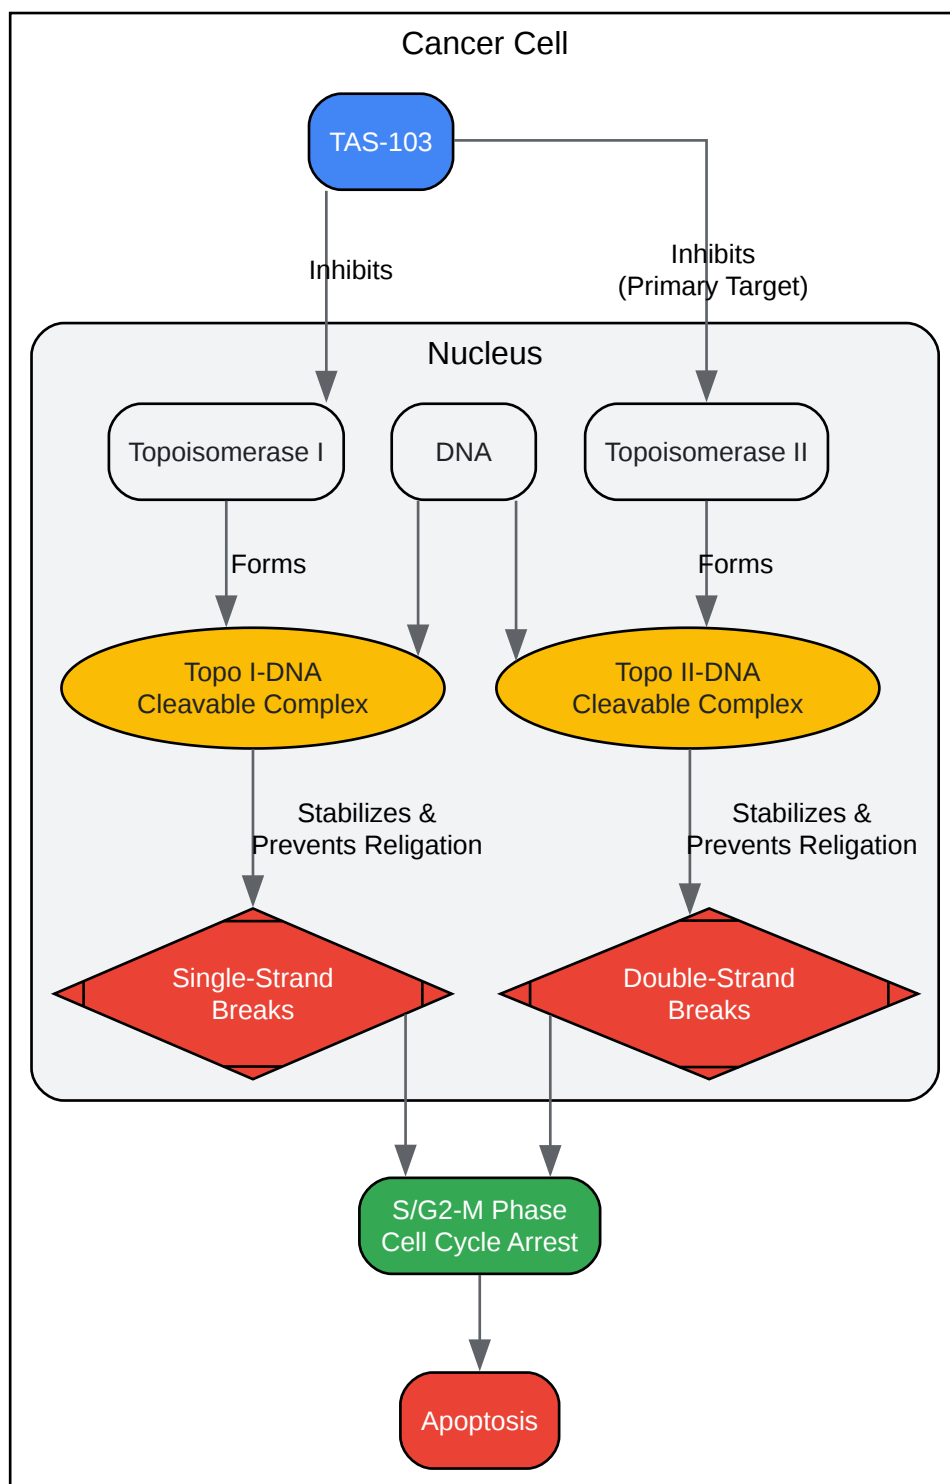 Cancer Cell
TAS-103
Inhibits
Inhibits
(Primary Target)
Nucleus
Topoisomerase I
DNA
Topoisomerase II
Forms
Forms
Topo I-DNA
Cleavable Complex
Topo II-DNA
Cleavable Complex
Stabilizes &
Prevents Religation
Stabilizes &
Prevents Religation
Single-Strand
Breaks
Double-Strand
Breaks
S/G2-M Phase
Cell Cycle Arrest
Apoptosis